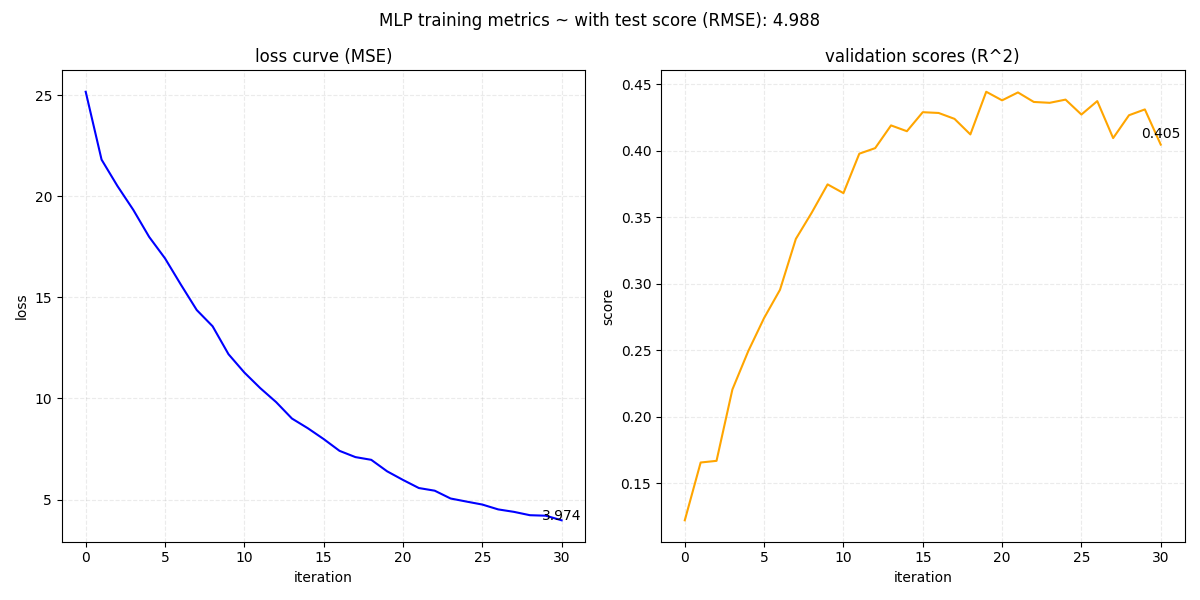 MLP training metrics ~ with test score (RMSE): 4.988
loss curve (MSE)
validation scores (R^2)
25
20
15
10
5
loss
3.974
0 5 10 15 20 25 30
iteration
0.45
0.40
0.35
0.30
0.25
0.20
0.15
score
0.405
0 5 10 15 20 25 30
iteration